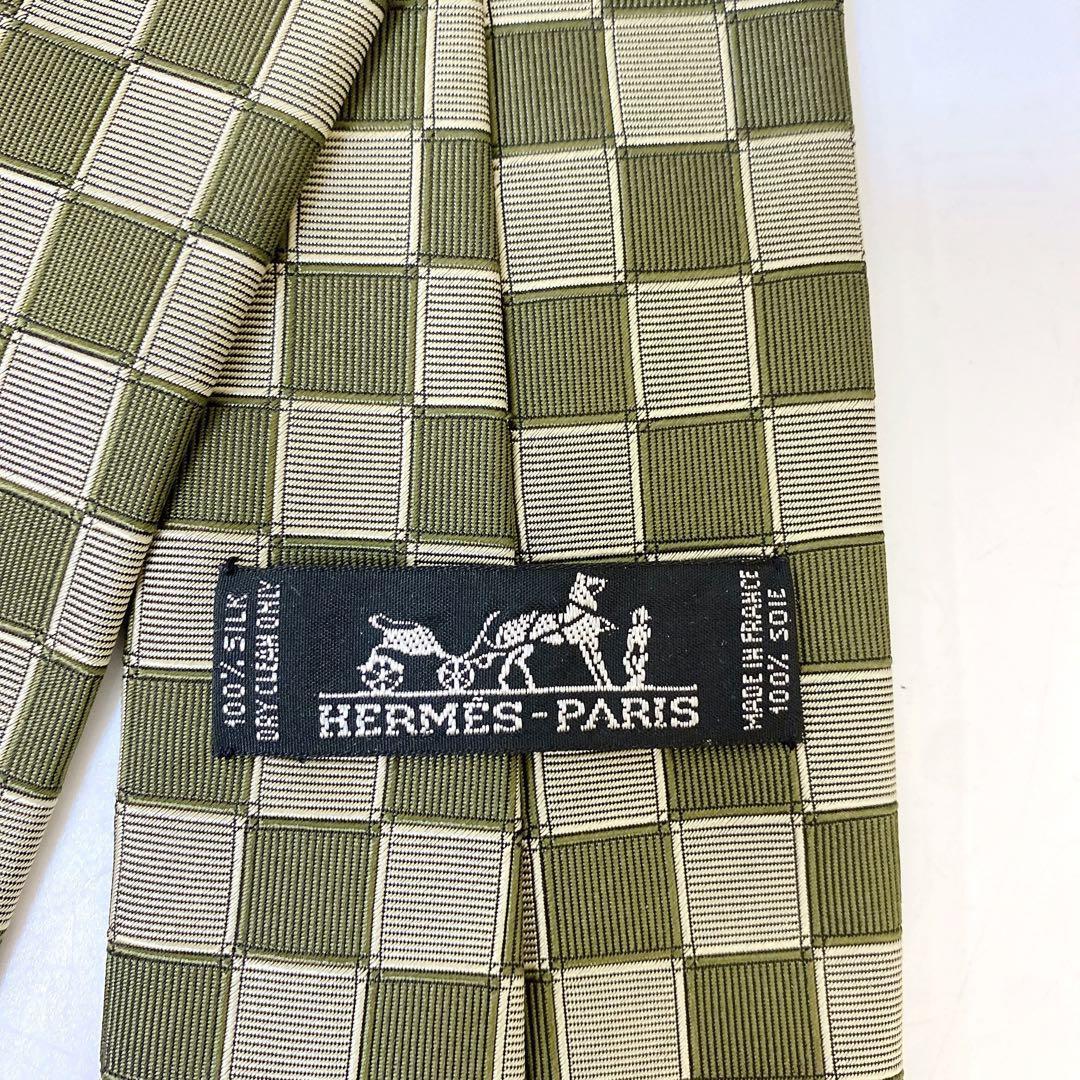 100% SILK
DRY CLEAN ONLY
HERMÈS-PARIS
MADE IN FRANCE
100% SOIE